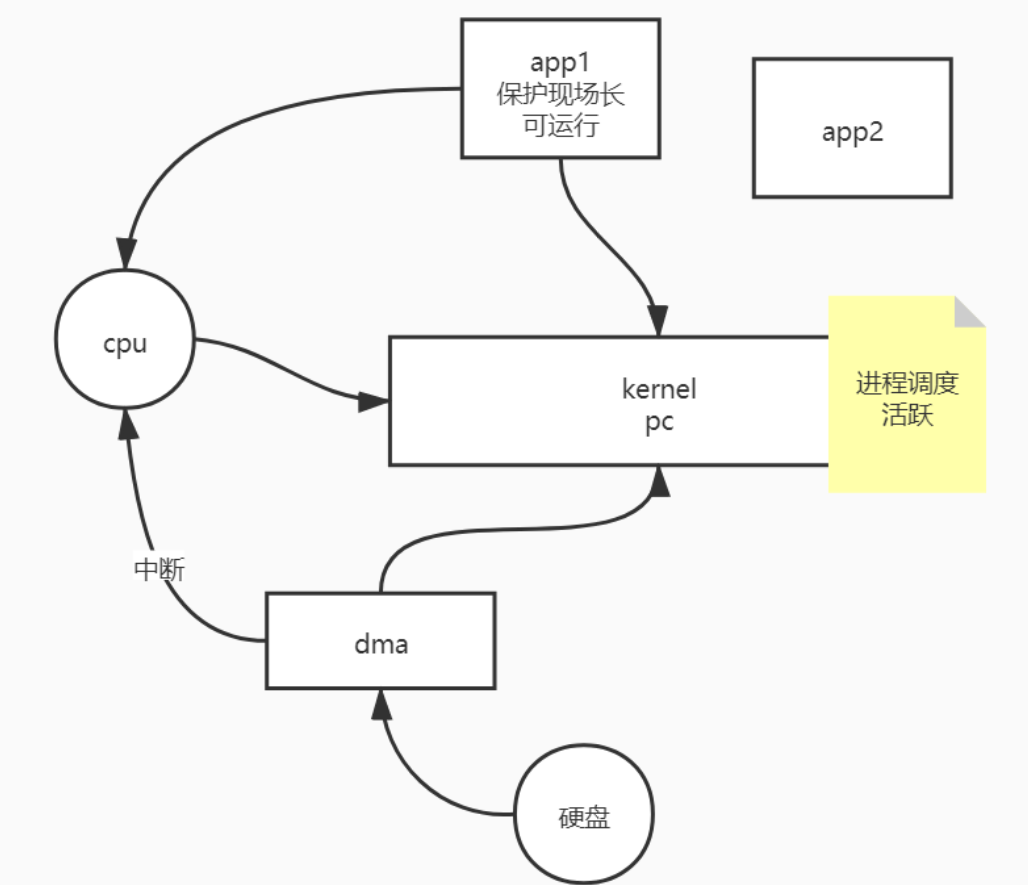 app1
保护现场长
可运行
app2
cpu
kernel
pc
进程调度
活跃
中断
dma
硬盘